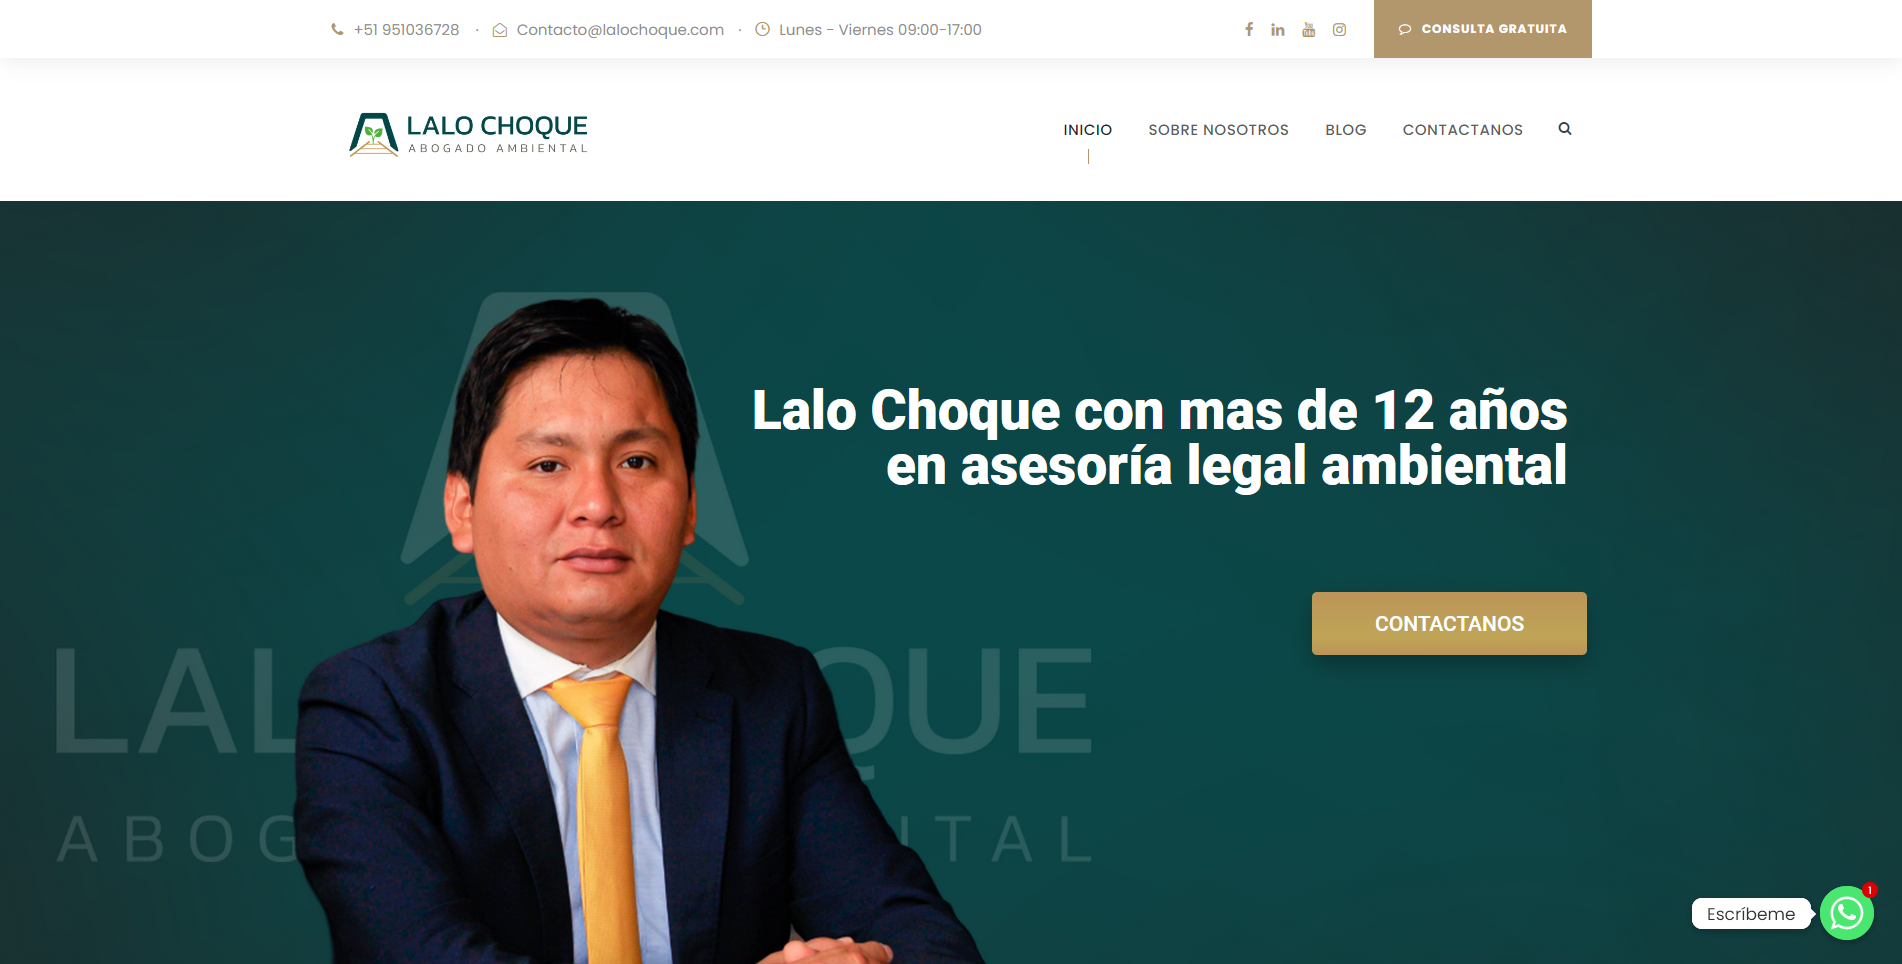 +51 951036728 · Contacto@lalochoque.com · Lunes - Viernes 09:00-17:00
CONSULTA GRATUITA
LALO CHOQUE
ABOGADO AMBIENTAL
INICIO SOBRE NOSOTROS BLOG CONTACTANOS
Lalo Choque con mas de 12 años
en asesoría legal ambiental
CONTACTANOS
LAL QUE
ABOG NTAL
Escríbeme
1